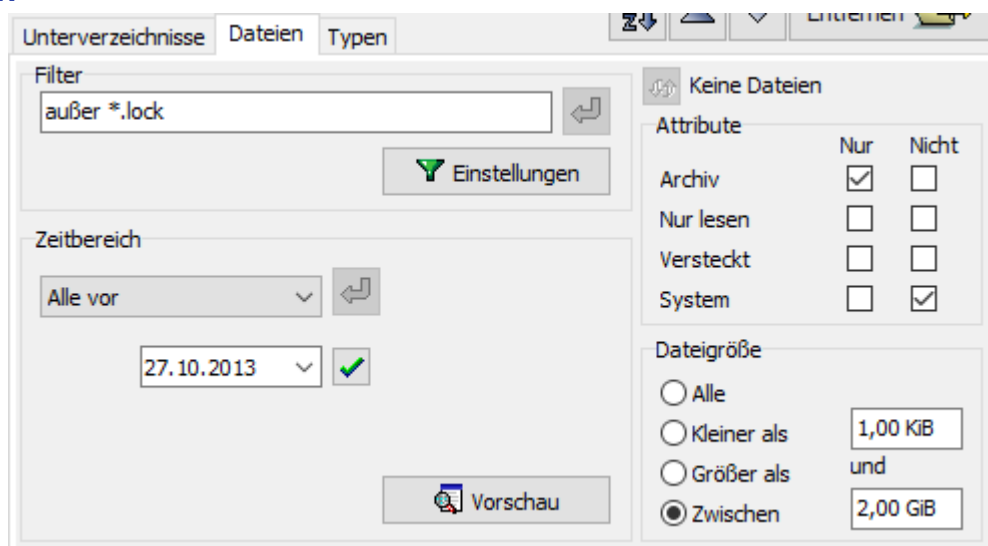 Unterverzeichnisse Dateien Typen
Entfernen
Filter
außer *.lock
Einstellungen
Zeitbereich
Alle vor
27.10.2013
Vorschau
Keine Dateien
Attribute
Nur Nicht
Archiv
Nur lesen
Versteckt
System
Dateigröße
Alle
Kleiner als 1,00 KiB
Größer als und
Zwischen 2,00 GiB